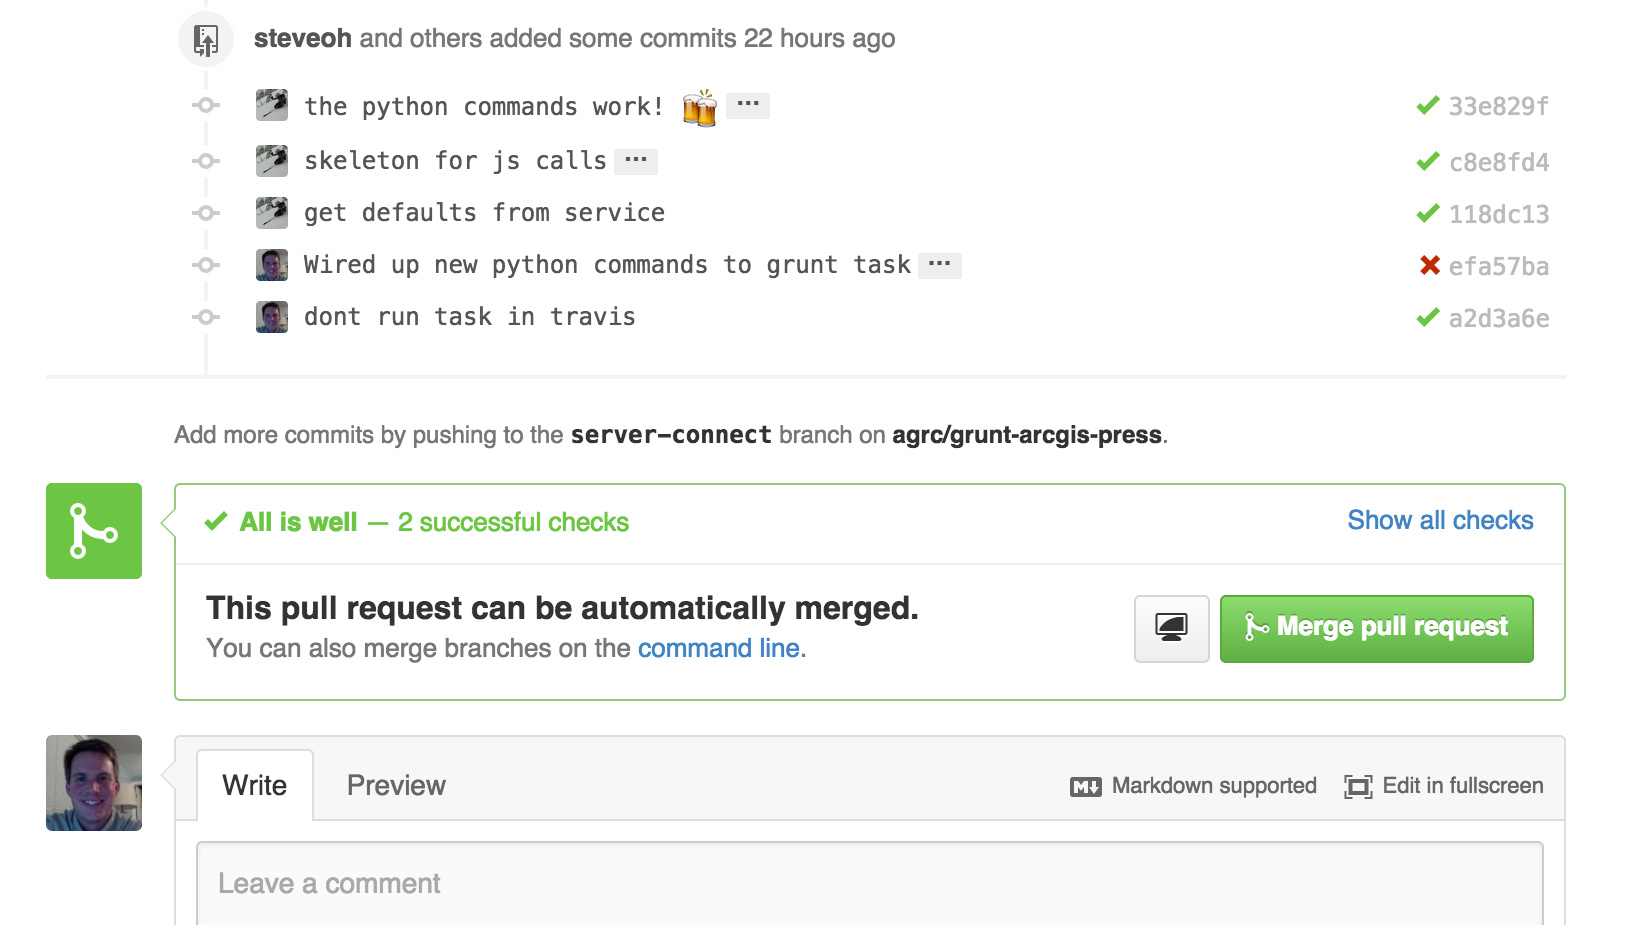 steveoh and others added some commits 22 hours ago
the python commands work! 🍻 ... 33e829f
skeleton for js calls ... c8e8fd4
get defaults from service 118dc13
Wired up new python commands to grunt task ... efa57ba
dont run task in travis a2d3a6e
Add more commits by pushing to the server-connect branch on agrc/grunt-arcgis-press.
All is well — 2 successful checks Show all checks
This pull request can be automatically merged.
You can also merge branches on the command line.
Merge pull request
Write Preview Markdown supported Edit in fullscreen
Leave a comment